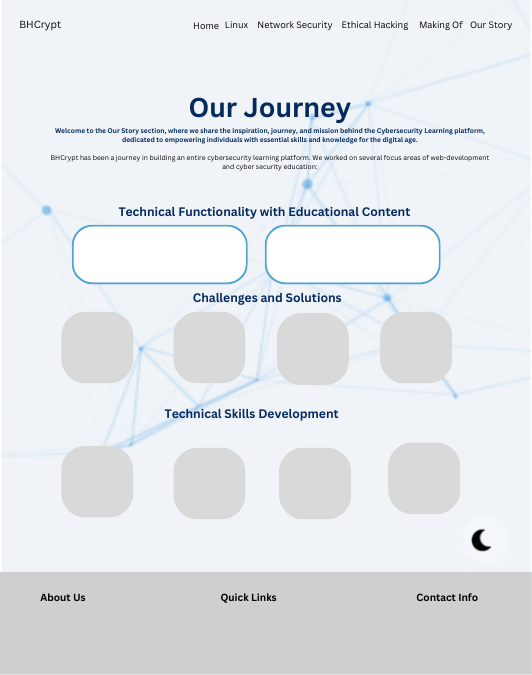 BHCrypt Home Linux Network Security Ethical Hacking Making Of Our Story
Our Journey
Welcome to the Our Story section, where we share the inspiration, journey, and mission behind the Cybersecurity Learning platform,
dedicated to empowering individuals with essential skills and knowledge for the digital age.
BHCrypt has been a journey in building an entire cybersecurity learning platform. We worked on several focus areas of web-development
and cyber security education:
Technical Functionality with Educational Content
Challenges and Solutions
Technical Skills Development
About Us Quick Links Contact Info